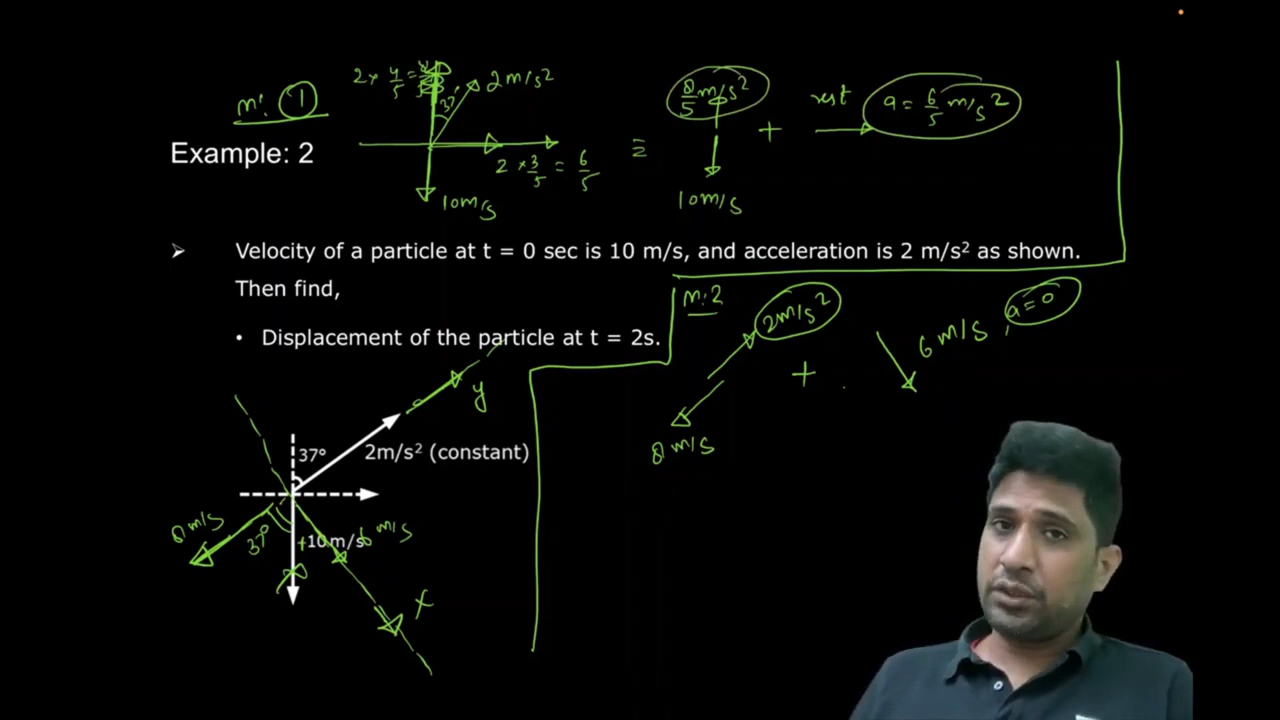 m: 1
2 × 4/5 = 8/5
37°
2 m/s²
8/5 m/s²
rest
a = 6/5 m/s²
Example: 2
≡
+
2 × 3/5 = 6/5
10 m/s
10 m/s
➤ Velocity of a particle at t = 0 sec is 10 m/s, and acceleration is 2 m/s² as shown.
Then find,
m: 2
2 m/s²
6 m/s, a = 0
• Displacement of the particle at t = 2s.
+
y
37°
2m/s² (constant)
8 m/s
8 m/s
37°
10 m/s
6 m/s
x